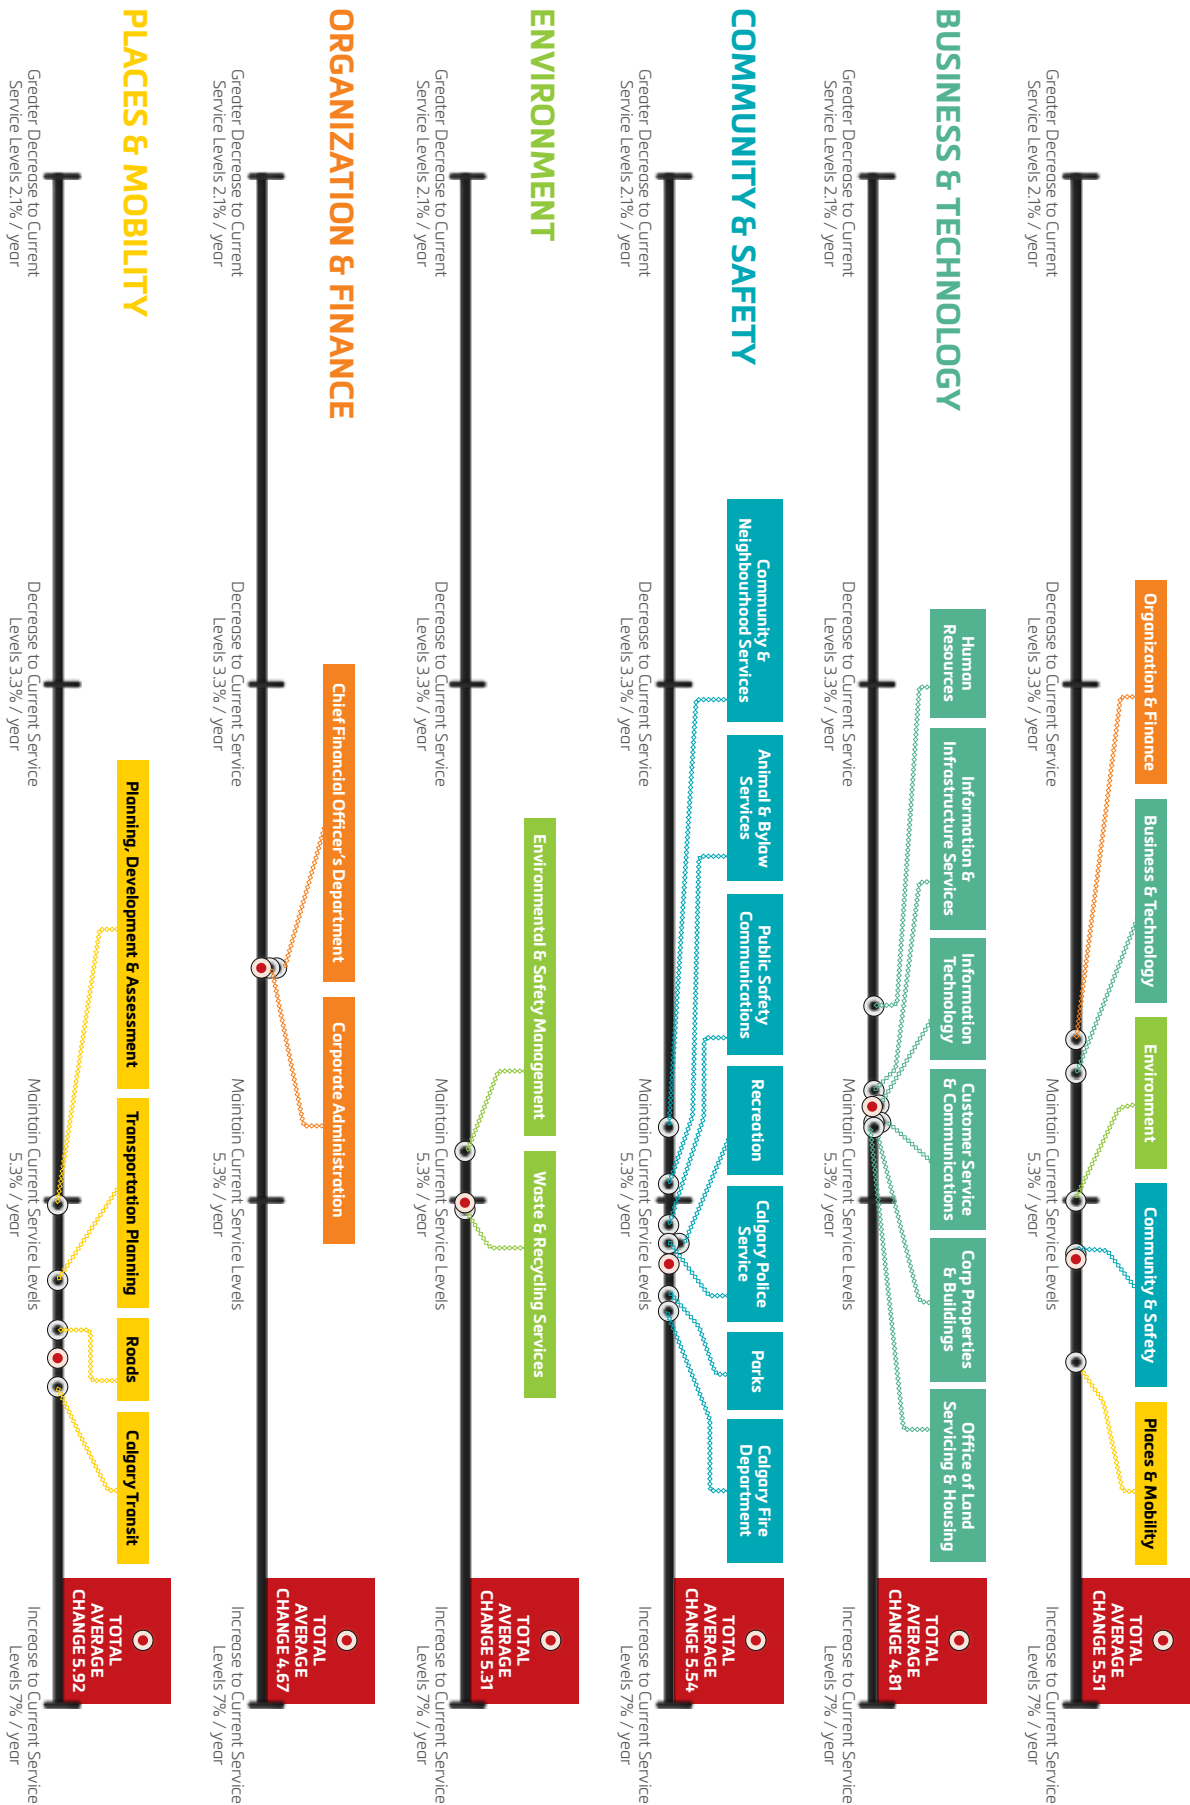 Organization & Finance
Business & Technology
Environment
Community & Safety
Places & Mobility
TOTAL
AVERAGE
CHANGE 5.51
Greater Decrease to Current
Service Levels 2.1% / year
Decrease to Current Service
Levels 3.3% / year
Maintain Current Service Levels
5.3% / year
Increase to Current Service
Levels 7% / year
BUSINESS & TECHNOLOGY
Human
Resources
Information &
Infrastructure Services
Information
Technology
Customer Service
& Communications
Corp Properties
& Buildings
Office of Land
Servicing & Housing
TOTAL
AVERAGE
CHANGE 4.81
Greater Decrease to Current
Service Levels 2.1% / year
Decrease to Current Service
Levels 3.3% / year
Maintain Current Service Levels
5.3% / year
Increase to Current Service
Levels 7% / year
COMMUNITY & SAFETY
Community &
Neighbourhood Services
Animal & Bylaw
Services
Public Safety
Communications
Recreation
Calgary Police
Service
Parks
Calgary Fire
Department
TOTAL
AVERAGE
CHANGE 5.54
Greater Decrease to Current
Service Levels 2.1% / year
Decrease to Current Service
Levels 3.3% / year
Maintain Current Service Levels
5.3% / year
Increase to Current Service
Levels 7% / year
ENVIRONMENT
Environmental & Safety Management
Waste & Recycling Services
TOTAL
AVERAGE
CHANGE 5.31
Greater Decrease to Current
Service Levels 2.1% / year
Decrease to Current Service
Levels 3.3% / year
Maintain Current Service Levels
5.3% / year
Increase to Current Service
Levels 7% / year
ORGANIZATION & FINANCE
Chief Financial Officer's Department
Corporate Administration
TOTAL
AVERAGE
CHANGE 4.67
Greater Decrease to Current
Service Levels 2.1% / year
Decrease to Current Service
Levels 3.3% / year
Maintain Current Service Levels
5.3% / year
Increase to Current Service
Levels 7% / year
PLACES & MOBILITY
Planning, Development & Assessment
Transportation Planning
Roads
Calgary Transit
TOTAL
AVERAGE
CHANGE 5.92
Greater Decrease to Current
Service Levels 2.1% / year
Decrease to Current Service
Levels 3.3% / year
Maintain Current Service Levels
5.3% / year
Increase to Current Service
Levels 7% / year